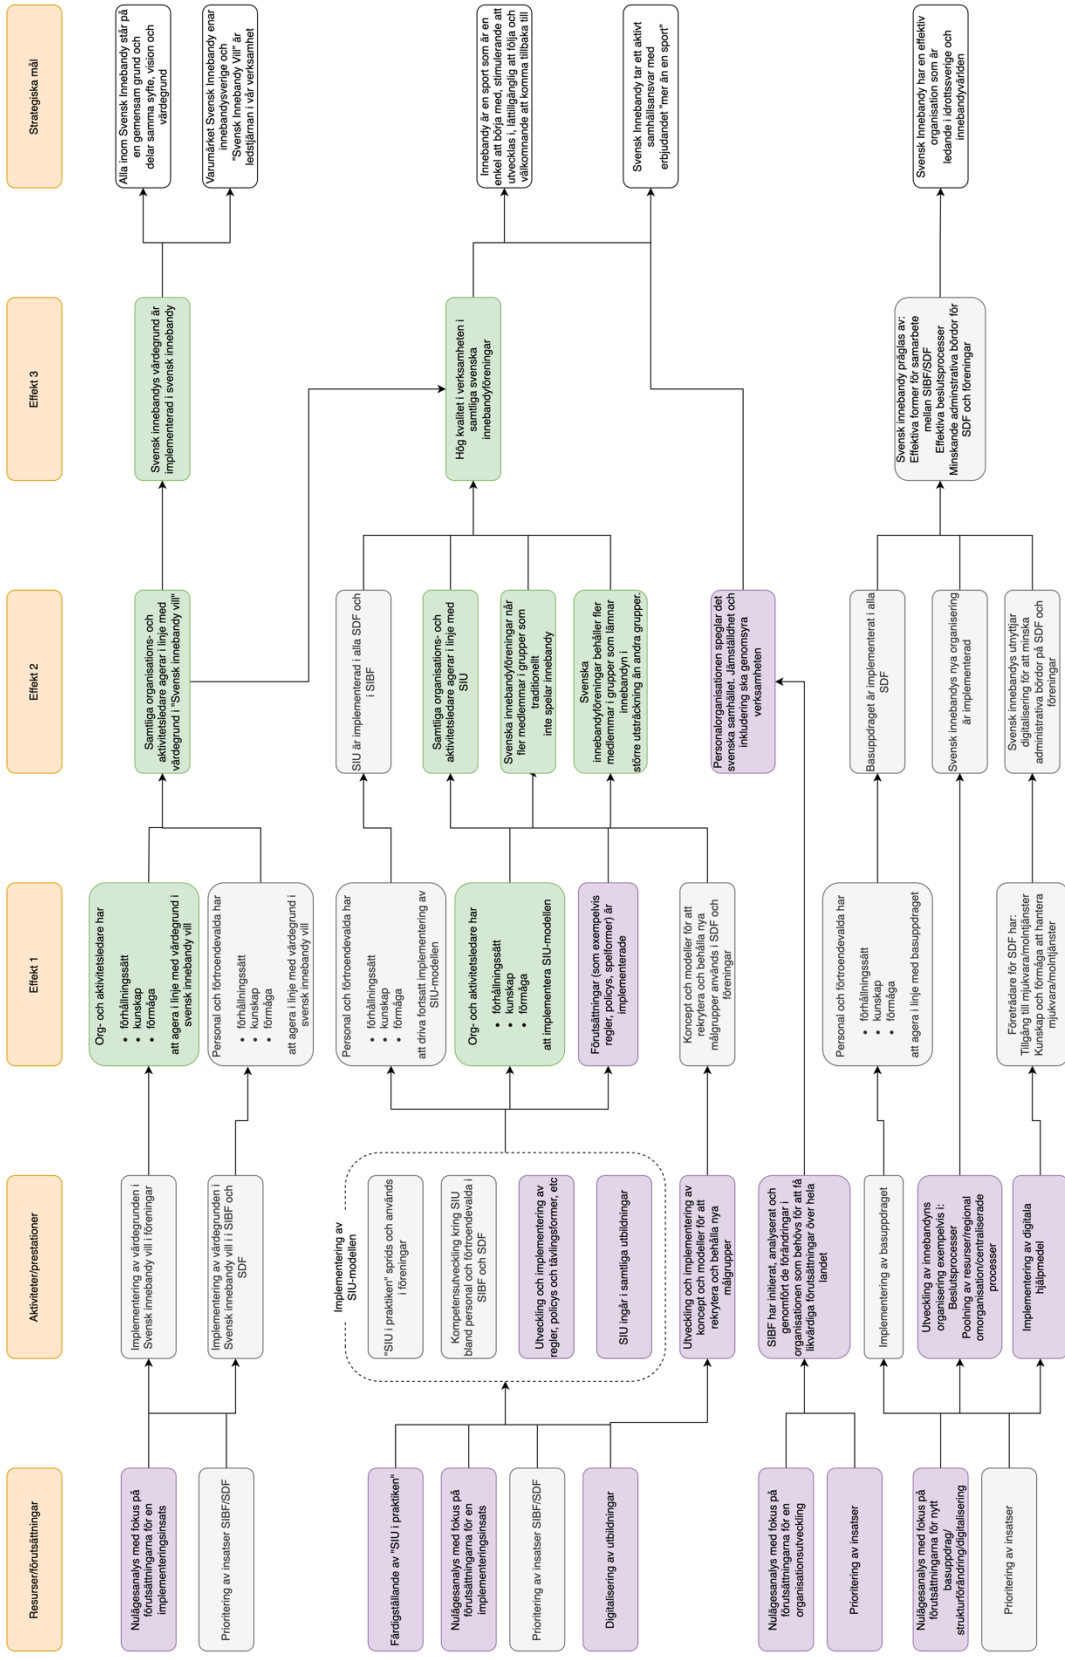 Resurser/förutsättningar
Aktiviteter/prestationer
Effekt 1
Effekt 2
Effekt 3
Strategiska mål
Nulägesanalys med fokus på
förutsättningarna för en
implementeringsinsats
Prioritering av insatser SIBF/SDF
Implementering av värdegrunden i
Svensk innebandy vill i föreningar
Implementering av värdegrunden i
Svensk innebandy vill i i SIBF och
SDF
Org- och aktivitetsledare har
• förhållningssätt
• kunskap
• förmåga
att agera i linje med värdegrund i
svensk innebandy vill
Personal och förtroendevalda har
• förhållningssätt
• kunskap
• förmåga
att agera i linje med värdegrund i
svensk innebandy vill
Samtliga organisations- och
aktivitetsledare agerar i linje med
värdegrund i "Svensk innebandy vill"
Svensk innebandys värdegrund är
implementerad i svensk innebandy
Alla inom Svensk Innebandy står på
en gemensam grund och
delar samma syfte, vision och
värdegrund
Varumärket Svensk Innebandy enar
innebandysverige och
"Svensk Innebandy Vill" är
ledstjärnan i vår verksamhet
Färdigställande av "SIU i praktiken"
Nulägesanalys med fokus på
förutsättningarna för en
implementeringsinsats
Prioritering av insatser SIBF/SDF
Digitalisering av utbildningar
Implementering av
SIU-modellen
"SIU i praktiken" sprids och används
i föreningar
Kompetensutveckling kring SIU
bland personal och förtroendevalda i
SIBF och SDF
Utveckling och implementering av
regler, policys och tävlingsformer, etc
SIU ingår i samtliga utbildningar
Utveckling och implementering av
koncept och modeller för att
rekrytera och behålla nya
målgrupper
Personal och förtroendevalda har
• förhållningssätt
• kunskap
• förmåga
att driva fortsatt implementering av
SIU-modellen
Org- och aktivitetsledare har
• förhållningssätt
• kunskap
• förmåga
att implementera SIU-modellen
Förutsättningar (som exempelvis
regler, policys, spelformer) är
implementerade
Koncept och modeller för att
rekrytera och behålla nya
målgrupper används i SDF och
föreningar
SIU är implementerad i alla SDF och
i SIBF
Samtliga organisations- och
aktivitetsledare agerar i linje med
SIU
Svenska innebandyföreningar når
fler medlemmar i grupper som
traditionellt
inte spelar innebandy
Svenska
innebandyföreningar behåller fler
medlemmar i grupper som lämnar
innebandyn i
större utsträckning än andra grupper.
Hög kvalitet i verksamheten i
samtliga svenska
innebandyföreningar
Innebandy är en sport som är en
enkel att börja med, stimulerande att
utvecklas i, lättillgänglig att följa och
välkomnande att komma tillbaka till
Svensk Innebandy tar ett aktivt
samhällsansvar med
erbjudandet "mer än en sport"
Nulägesanalys med fokus på
förutsättningarna för en
organisationsutveckling
Prioritering av insatser
SIBF har initierat, analyserat och
genomfört de förändringar i
organisationen som behövs för att få
likvärdiga förutsättningar över hela
landet
Personalorganisationen speglar det
svenska samhället. Jämställdhet och
inkludering ska genomsyra
verksamheten
Nulägesanalys med fokus på
förutsättningarna för nytt
basuppdrag/
strukturförändring/digitalisering
Prioritering av insatser
Implementering av basuppdraget
Utveckling av innebandyns
organisering exempelvis i:
Beslutsprocesser
Poolning av resurser/regional
omorganisation/centraliserade
processer
Implementering av digitala
hjälpmedel
Personal och förtroendevalda har
• förhållningssätt
• kunskap
• förmåga
att agera i linje med basuppdraget
Företrädare för SDF har:
Tillgång till mjukvara/molntjänster
Kunskap och förmåga att hantera
mjukvara/molntjänster
Basuppdraget är implementerat i alla
SDF
Svensk innebandys nya organisering
är implementerad
Svensk innebandys utnyttjar
digitalisering för att minska
administrativa bördor på SDF och
föreningar
Svensk innebandy präglas av:
Effektiva former för samarbete
mellan SIBF/SDF
Effektiva beslutsprocesser
Minskande adminstrativa bördor för
SDF och föreningar
Svensk Innebandy har en effektiv
organisation som är
ledande i idrottssverige och
innebandyvärlden